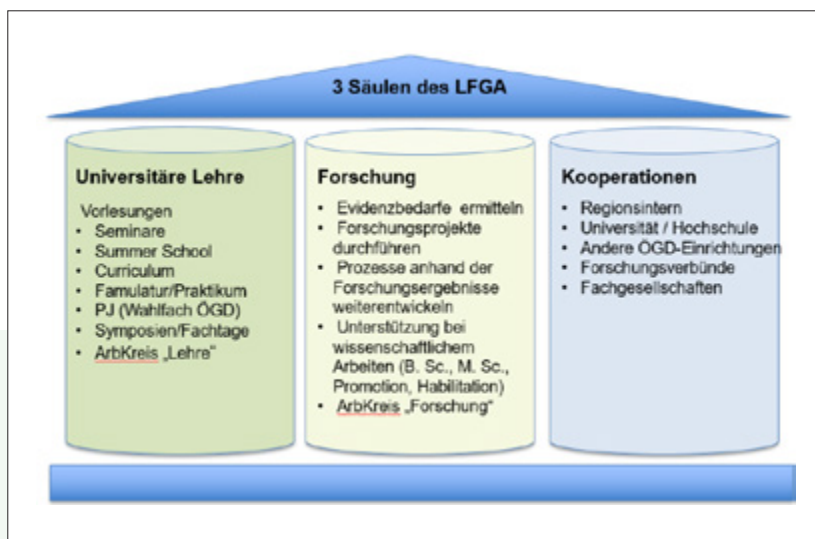 3 Säulen des LFGA
Universitäre Lehre
Vorlesungen
• Seminare
• Summer School
• Curriculum
• Famulatur/Praktikum
• PJ (Wahlfach ÖGD)
• Symposien/Fachtage
• ArbKreis „Lehre“
Forschung
• Evidenzbedarfe ermitteln
• Forschungsprojekte
durchführen
• Prozesse anhand der
Forschungsergebnisse
weiterentwickeln
• Unterstützung bei
wissenschaftlichem
Arbeiten (B. Sc., M. Sc.,
Promotion, Habilitation)
• ArbKreis „Forschung“
Kooperationen
• Regionsintern
• Universität / Hochschule
• Andere ÖGD-Einrichtungen
• Forschungsverbünde
• Fachgesellschaften